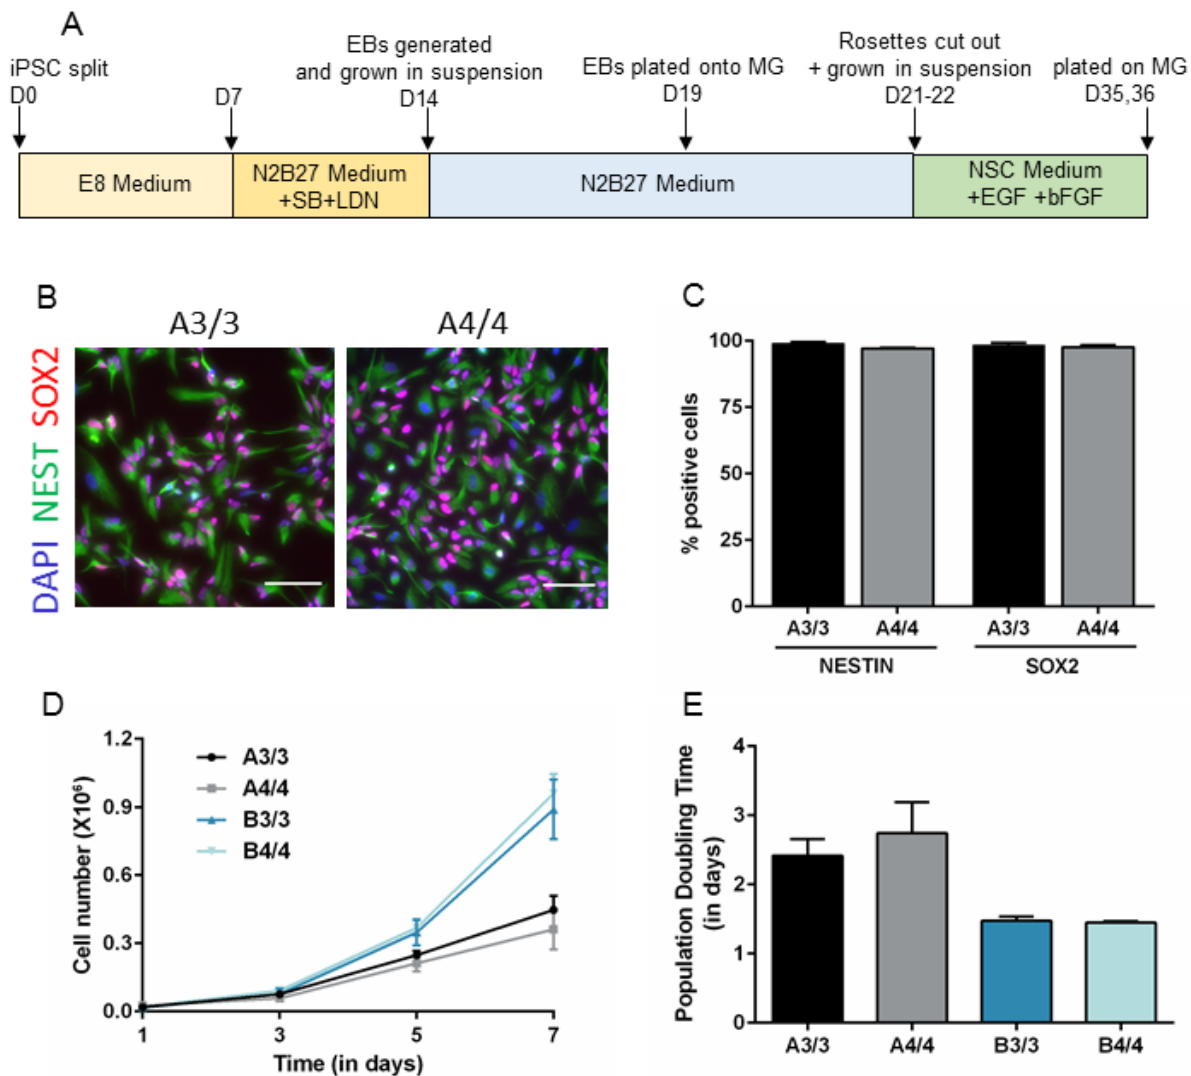 A
iPSC split
D0
D7
EBs generated
and grown in suspension
D14
EBs plated onto MG
D19
Rosettes cut out
+ grown in suspension
D21-22
plated on MG
D35,36
E8 Medium
N2B27 Medium
+SB+LDN
N2B27 Medium
NSC Medium
+EGF +bFGF
B
A3/3
A4/4
DAPI NEST SOX2
C
% positive cells
100
75
50
25
0
A3/3
A4/4
A3/3
A4/4
NESTIN
SOX2
D
Cell number (X10⁶)
1.2
0.9
0.6
0.3
0.0
A3/3
A4/4
B3/3
B4/4
1
3
5
7
Time (in days)
E
Population Doubling Time
(in days)
4
3
2
1
0
A3/3
A4/4
B3/3
B4/4